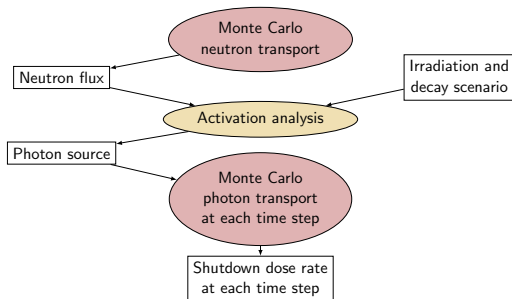 Monte Carlo
neutron transport
Neutron flux
Irradiation and
decay scenario
Activation analysis
Photon source
Monte Carlo
photon transport
at each time step
Shutdown dose rate
at each time step